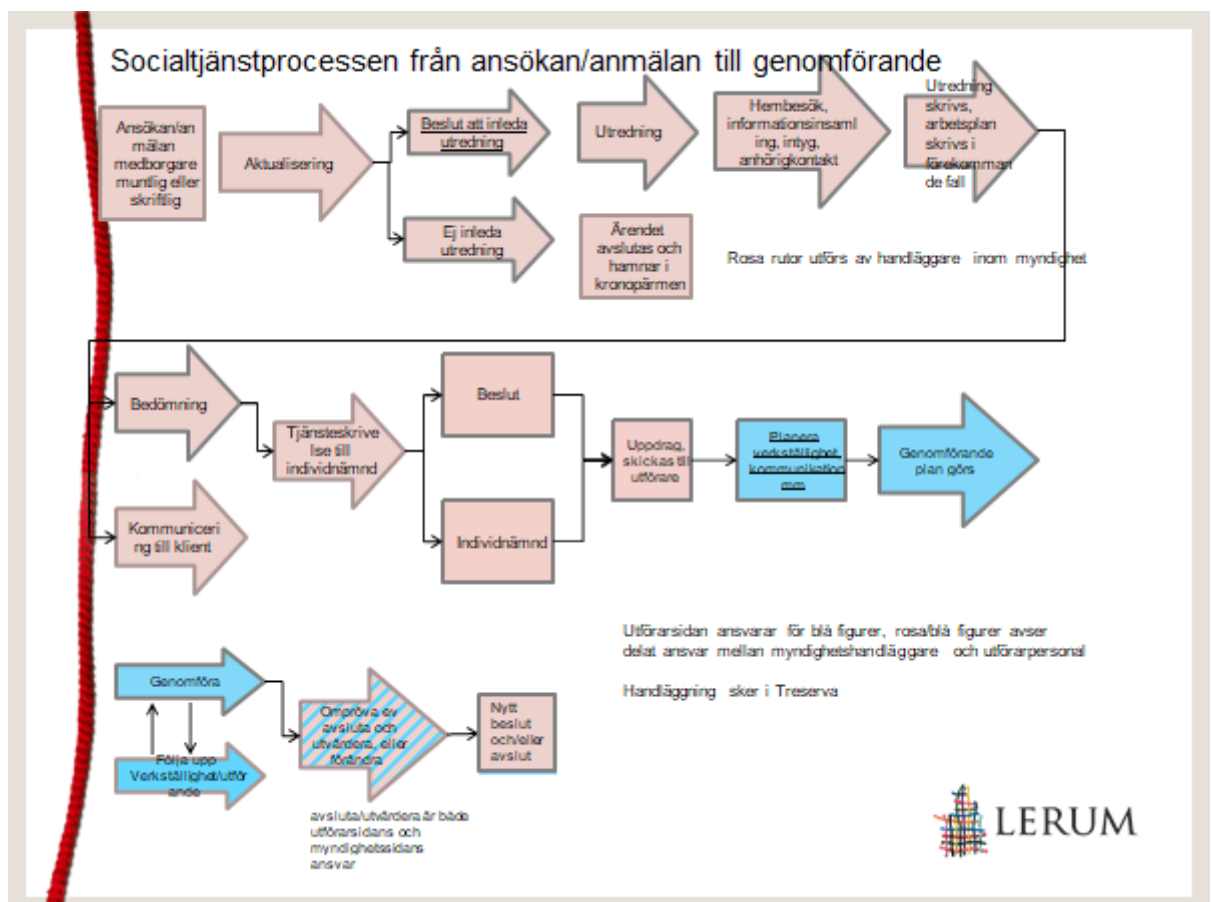 Socialtjänstprocessen från ansökan/anmälan till genomförande
Ansökan/an
mälan
medborgare
muntlig eller
skriftlig
Aktualisering
Beslut att inleda
utredning
Utredning
Hembesök,
informationsinsaml
ing, intyg,
anhörigkontakt
Utredning
skrivs,
arbetsplan
skrivs i
förekomman
de fall
Ej inleda
utredning
Ärendet
avslutas och
hamnar i
kronopärmen
Rosa rutor utförs av handläggare inom myndighet
Bedömning
Tjänsteskrive
lse till
individnämnd
Beslut
Uppdrag,
skickas till
utförare
Planera
verkställighet,
kommunikation
mm
Genomförande
plan görs
Kommuniceri
ng till klient
Individnämnd
Utförarsidan ansvarar för blå figurer, rosa/blå figurer avser
delat ansvar mellan myndighetshandläggare och utförarpersonal
Handläggning sker i Treserva
Genomföra
Följa upp
Verkställighet/utför
ande
Ompröva ev
avsluta och
utvärdera, eller
förändra
Nytt
beslut
och/eller
avslut
avsluta/utvärdera är både
utförarsidans och
myndighetssidans
ansvar
LERUM